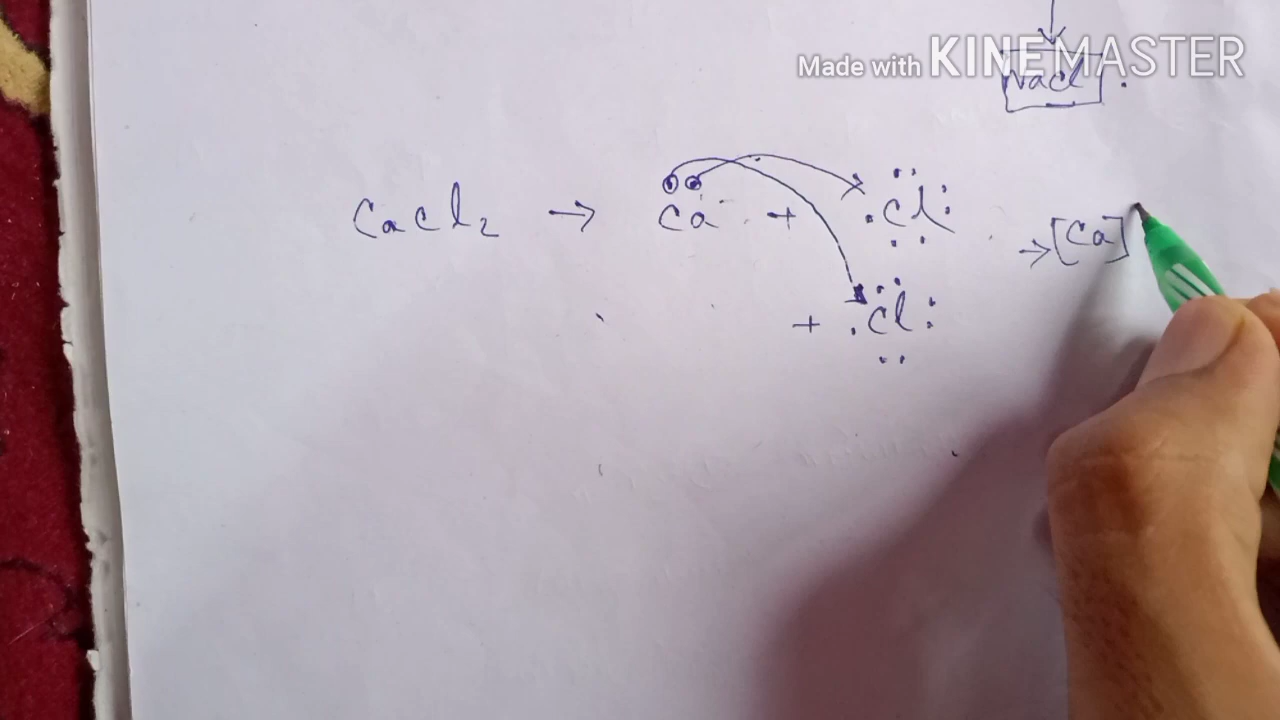 Made with KINEMASTER
NaCl.
CaCl2 → Ca + Cl → [Ca]
+ Cl